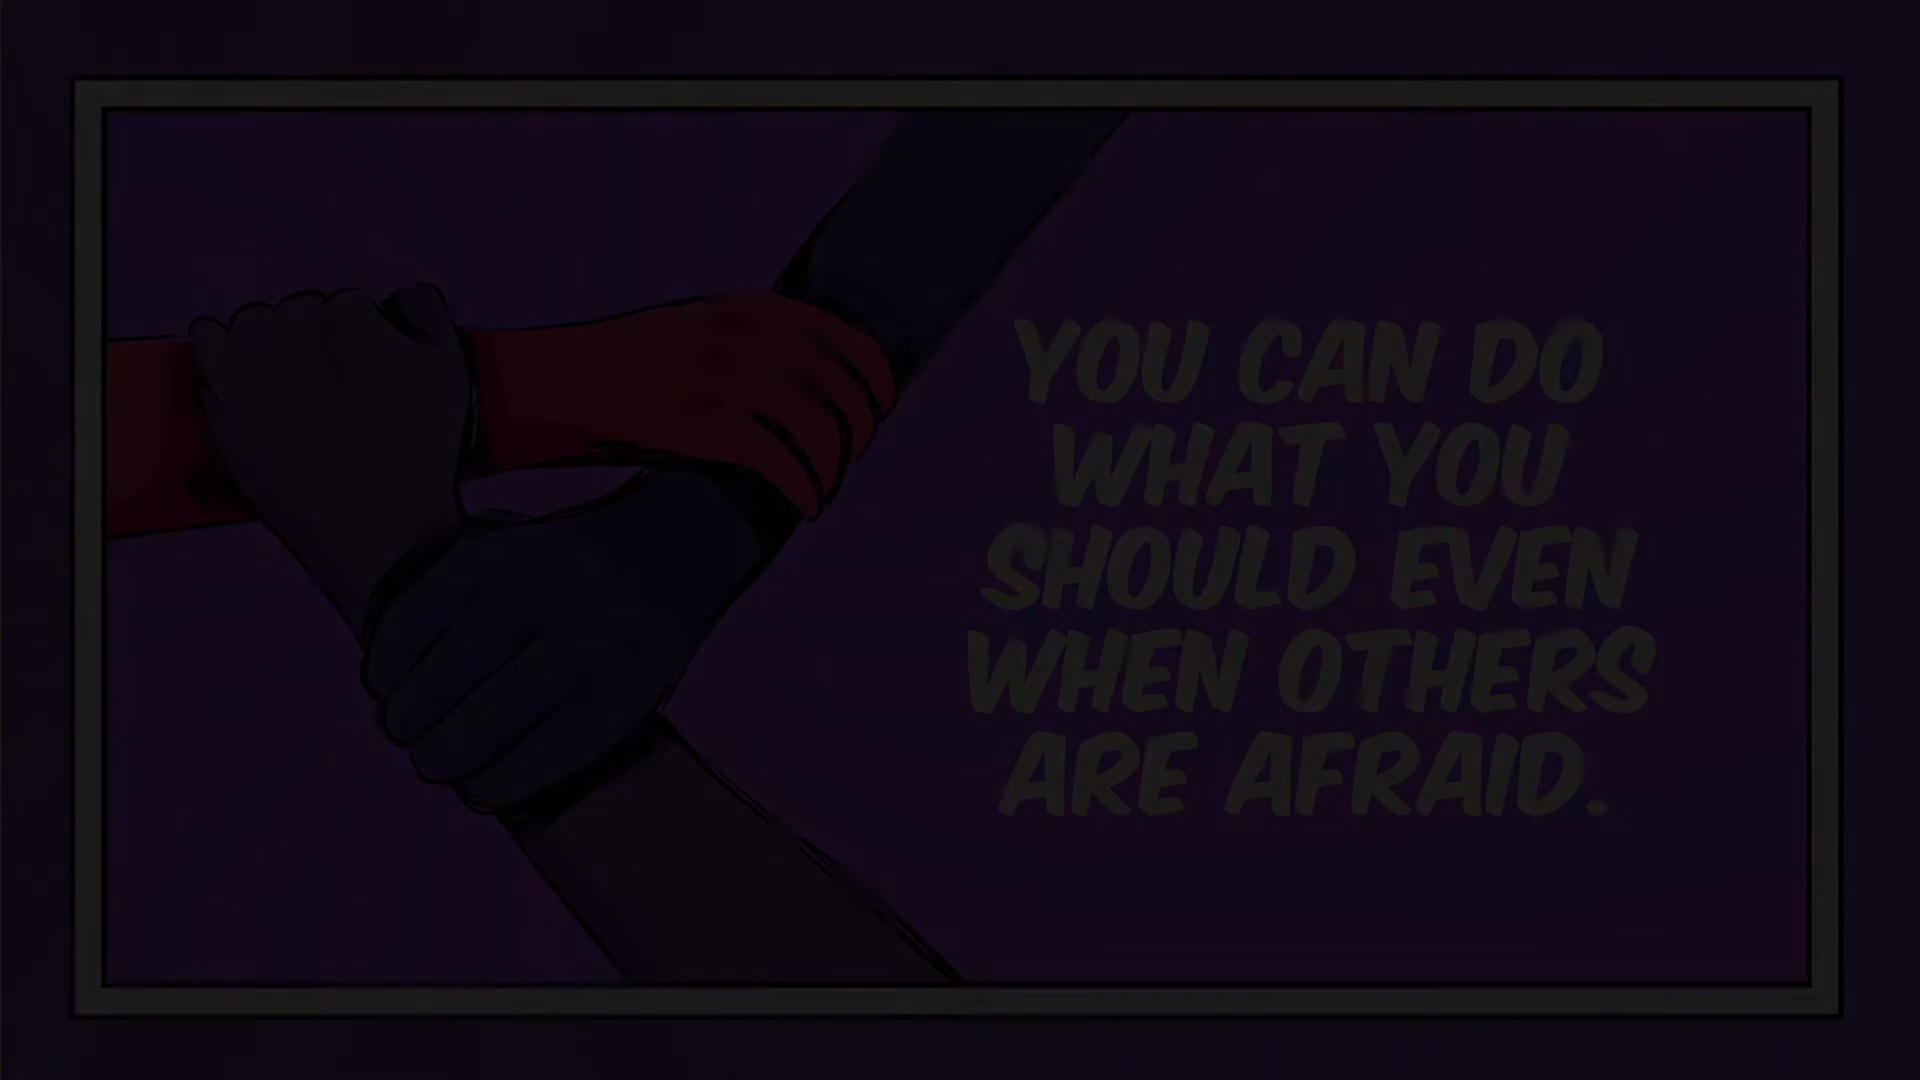 YOU CAN DO
WHAT YOU
SHOULD EVEN
WHEN OTHERS
ARE AFRAID.